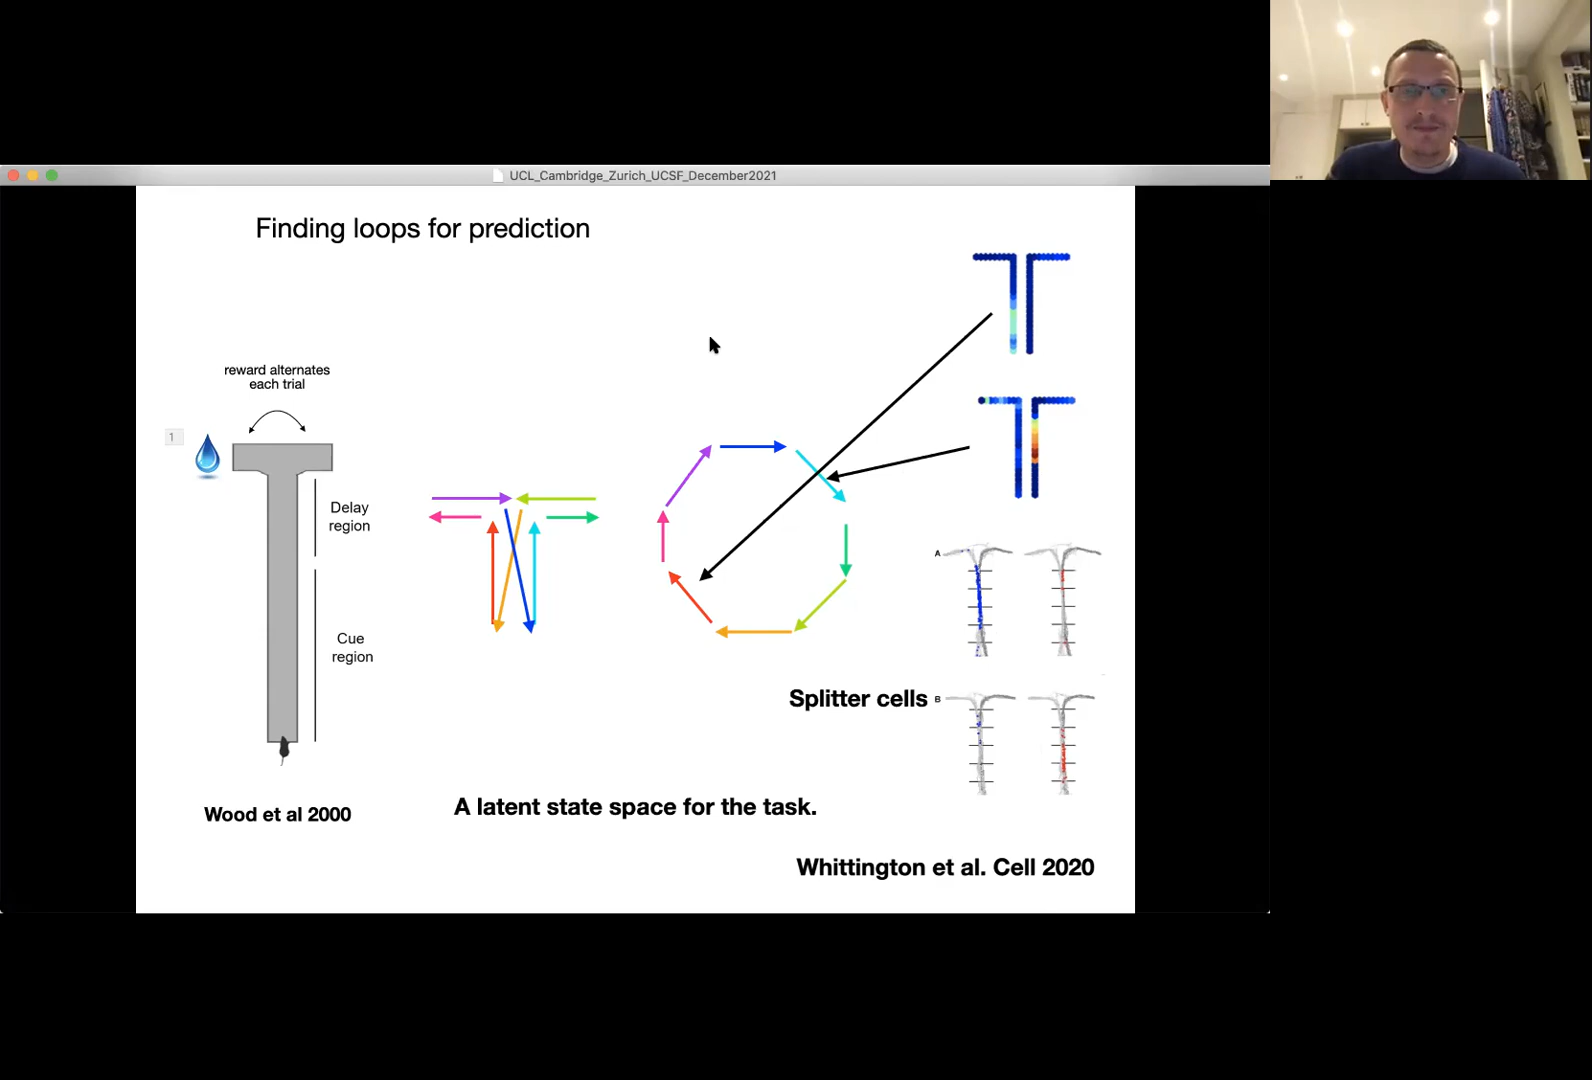 UCL_Cambridge_Zurich_UCSF_December2021
Finding loops for prediction
reward alternates
each trial
1
Delay
region
Cue
region
A
Splitter cells
B
A latent state space for the task.
Wood et al 2000
Whittington et al. Cell 2020